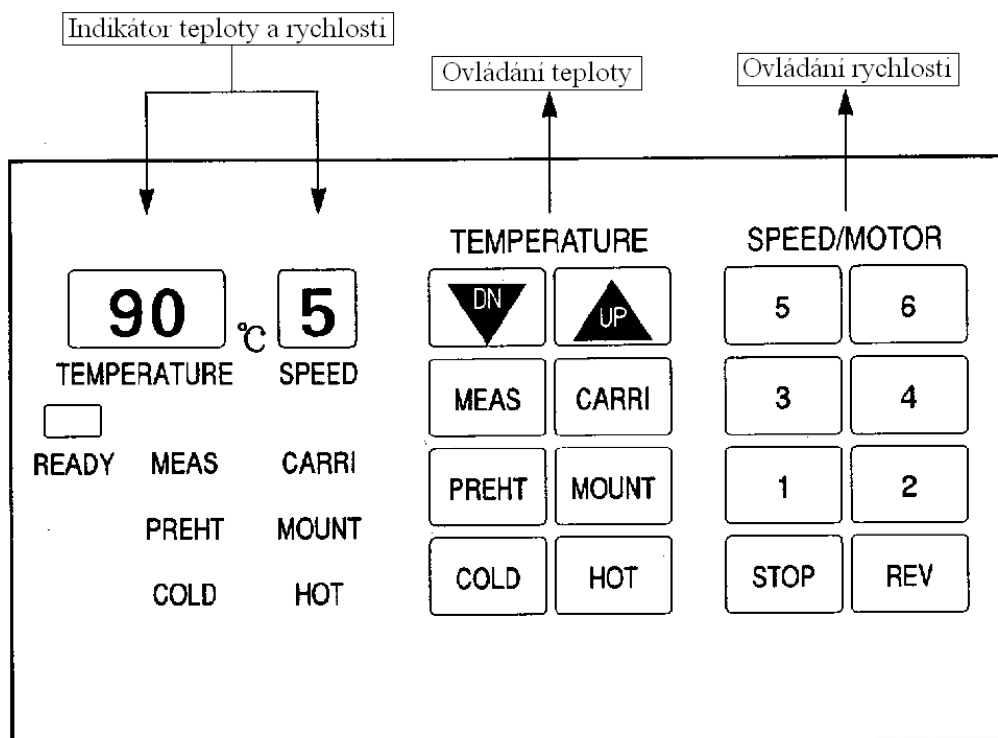 Indikátor teploty a rychlosti
Ovládání teploty
Ovládání rychlosti
TEMPERATURE
SPEED/MOTOR
90 °C 5
TEMPERATURE SPEED
READY
MEAS CARRI
PREHT MOUNT
COLD HOT
DN UP
MEAS CARRI
PREHT MOUNT
COLD HOT
5 6
3 4
1 2
STOP REV